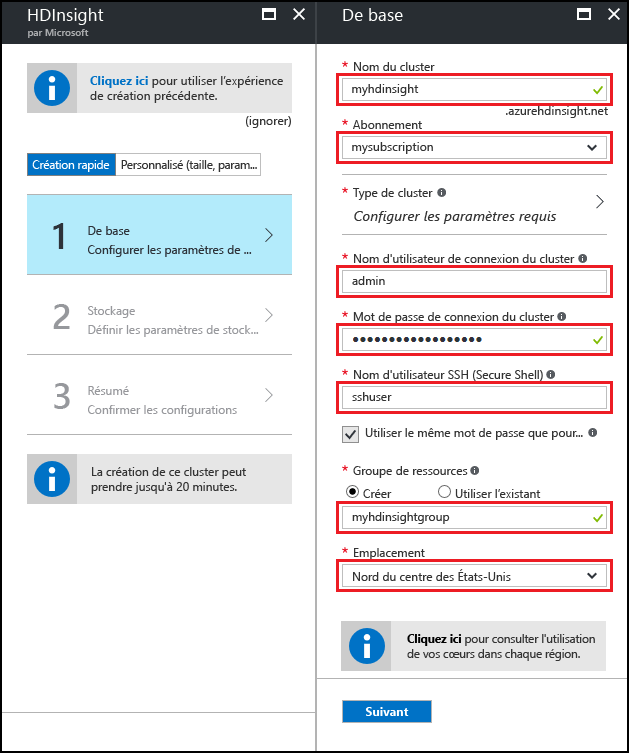 HDInsight
par Microsoft
Cliquez ici pour utiliser l'expérience
de création précédente.
(ignorer)
Création rapide
Personnalisé (taille, param...
1
De base
Configurer les paramètres de ...
2
Stockage
Définir les paramètres de stock...
3
Résumé
Confirmer les configurations
La création de ce cluster peut
prendre jusqu'à 20 minutes.
De base
* Nom du cluster
myhdinsight
.azurehdinsight.net
* Abonnement
mysubscription
* Type de cluster
Configurer les paramètres requis
* Nom d'utilisateur de connexion du cluster
admin
* Mot de passe de connexion du cluster
••••••••••••••••••
* Nom d'utilisateur SSH (Secure Shell)
sshuser
Utiliser le même mot de passe que pour...
* Groupe de ressources
Créer
Utiliser l'existant
myhdinsightgroup
* Emplacement
Nord du centre des États-Unis
Cliquez ici pour consulter l'utilisation
de vos cœurs dans chaque région.
Suivant